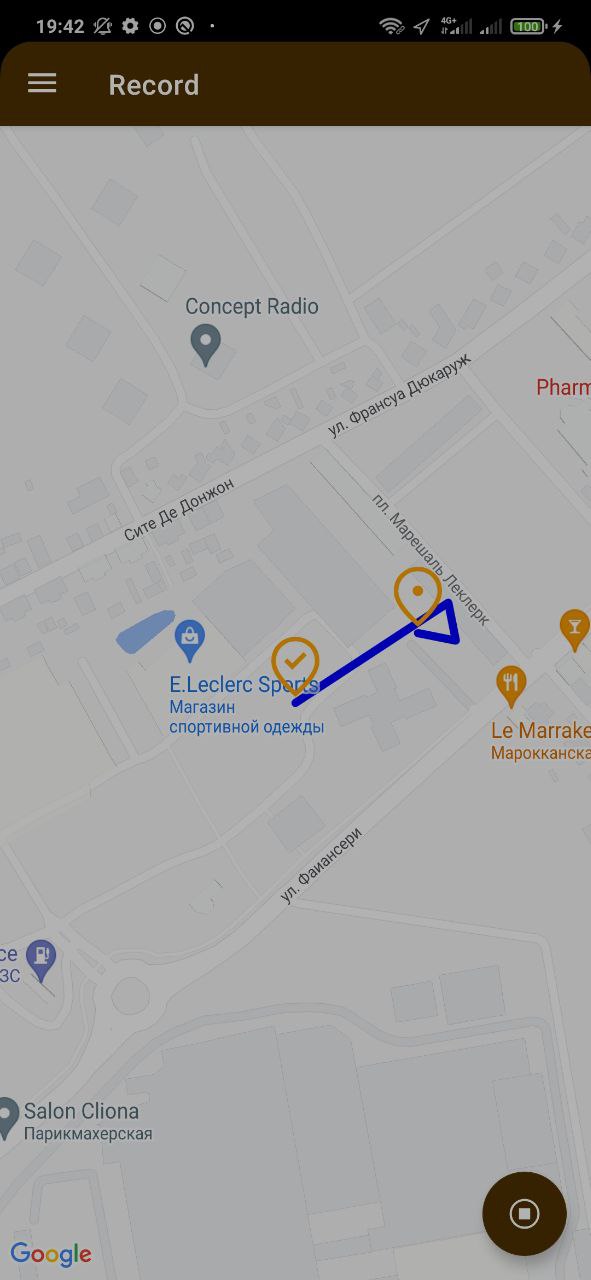 19:42
4G+
100
Record
Concept Radio
ул. Франсуа Дюкаруж
Pharm
Сите Де Донжон
пл. Марешаль Леклерк
E.Leclerc Sports
Магазин
спортивной одежды
Le Marrake
Марокканска
ул. Фаиансери
ce
ЗС
Salon Cliona
Парикмахерская
Google